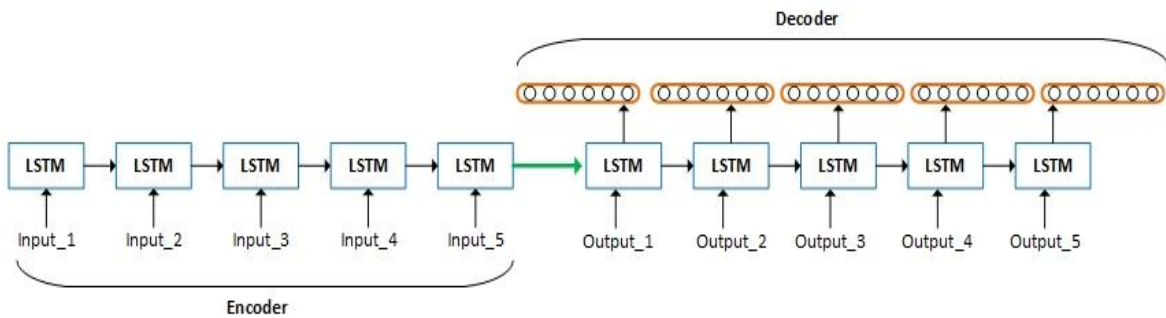 Decoder
LSTM LSTM LSTM LSTM LSTM LSTM LSTM LSTM LSTM LSTM
Input_1 Input_2 Input_3 Input_4 Input_5 Output_1 Output_2 Output_3 Output_4 Output_5
Encoder